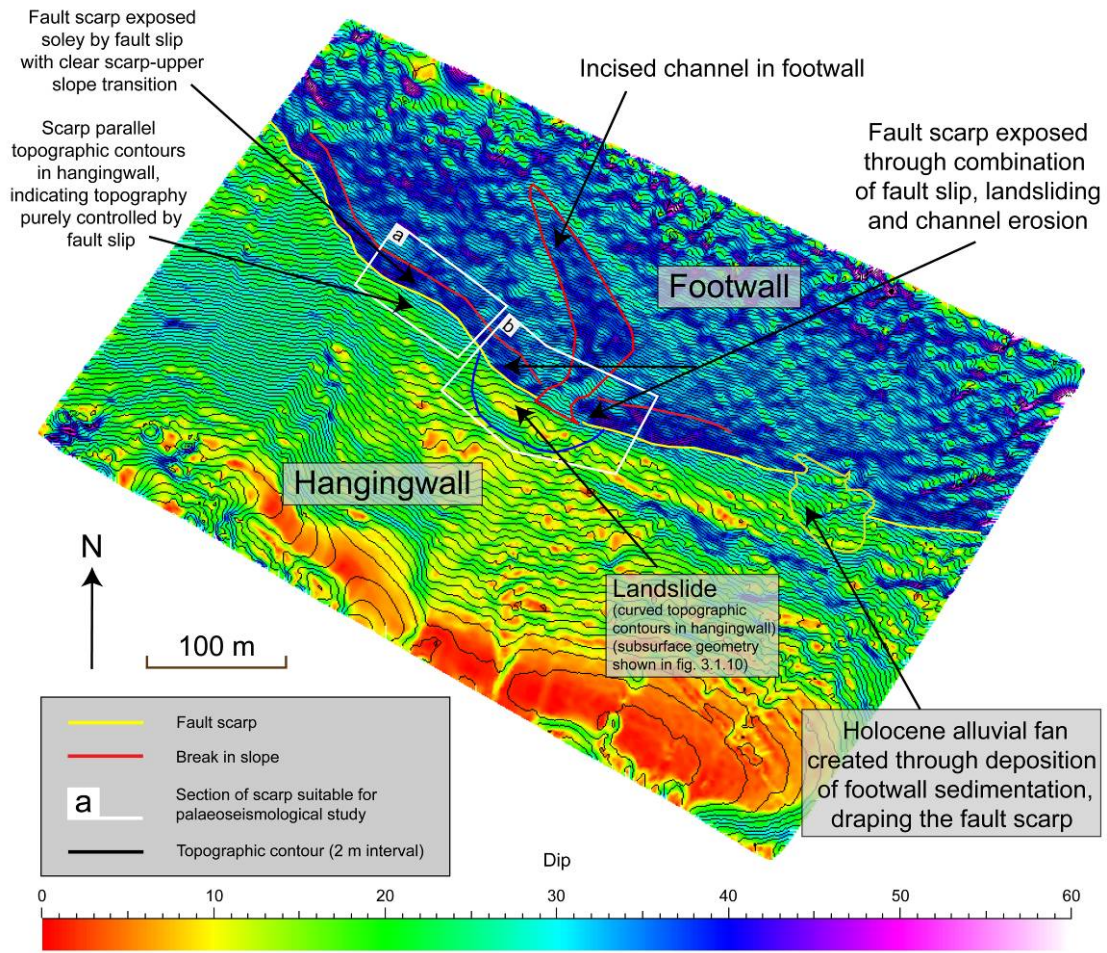 Fault scarp exposed
soley by fault slip
with clear scarp-upper
slope transition
Incised channel in footwall
Scarp parallel
topographic contours
in hangingwall,
indicating topography
purely controlled by
fault slip
Fault scarp exposed
through combination
of fault slip, landsliding
and channel erosion
a
b
Footwall
Hangingwall
N
100 m
Landslide
(curved topographic
contours in hangingwall)
(subsurface geometry
shown in fig. 3.1.10)
Holocene alluvial fan
created through deposition
of footwall sedimentation,
draping the fault scarp
Fault scarp
Break in slope
a
Section of scarp suitable for
palaeoseismological study
Topographic contour (2 m interval)
Dip
0 10 20 30 40 50 60